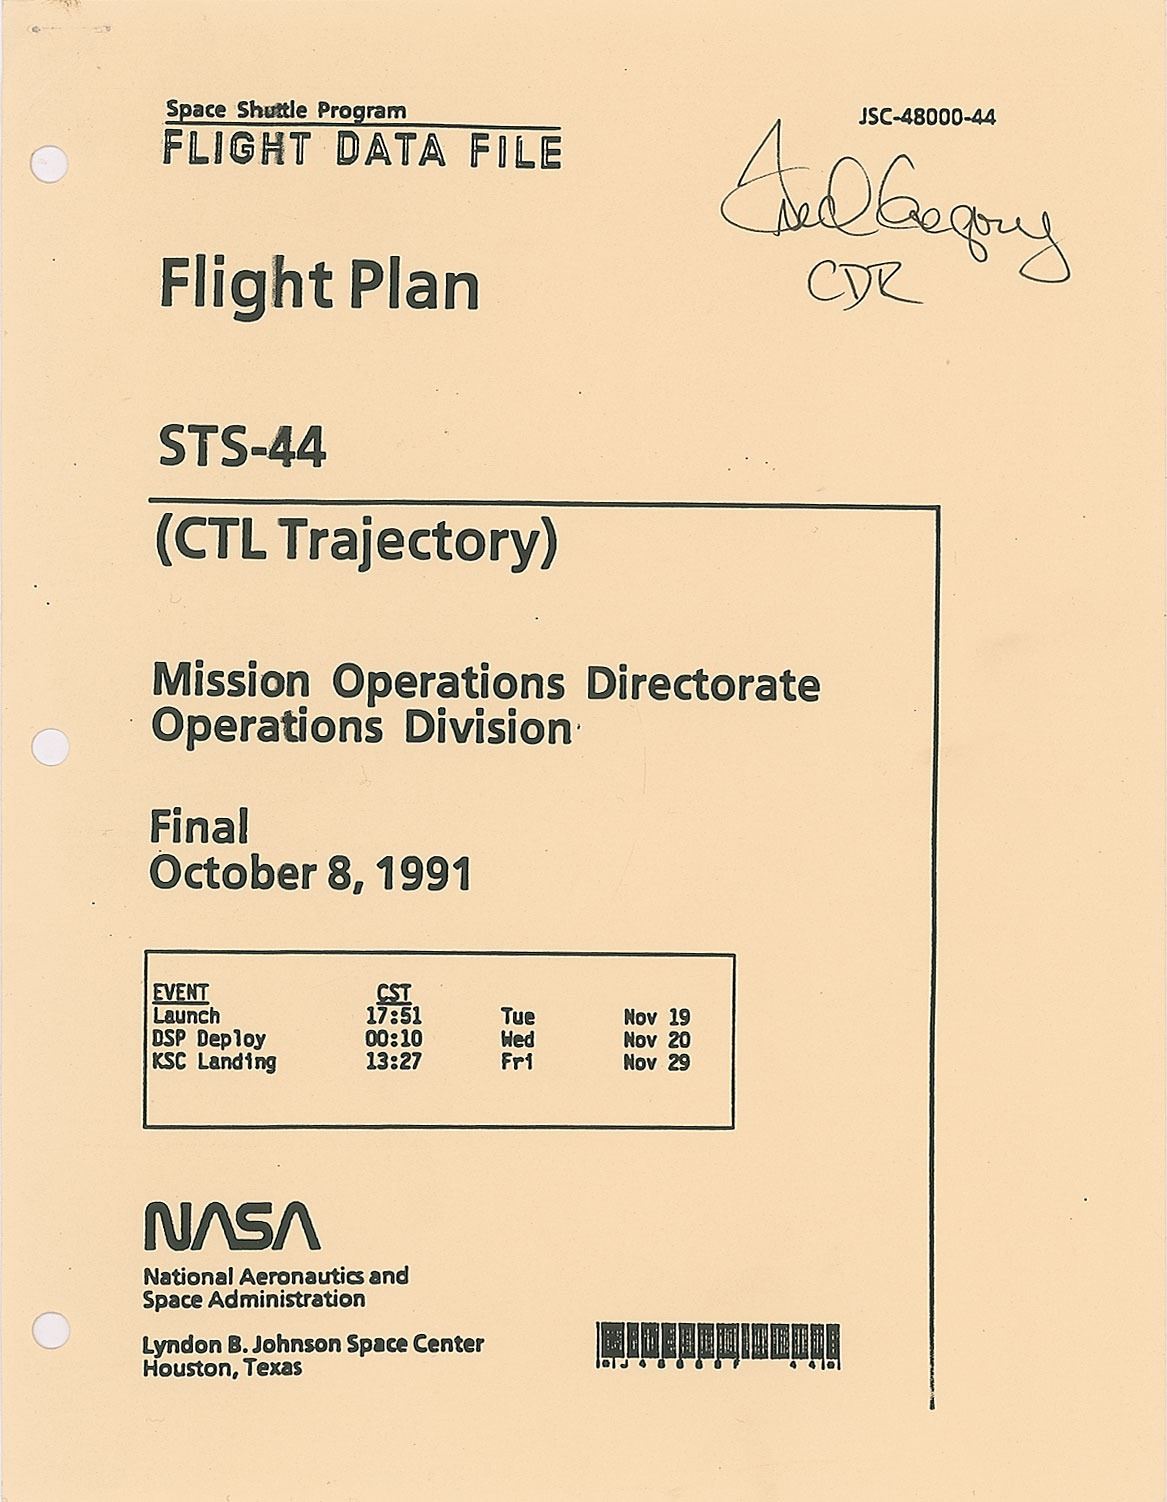 Space Shuttle Program
FLIGHT DATA FILE
JSC-48000-44
Fred Gregory
CDR
Flight Plan
STS-44
(CTL Trajectory)
Mission Operations Directorate
Operations Division
Final
October 8, 1991
EVENT CST
Launch 17:51 Tue Nov 19
DSP Deploy 00:10 Wed Nov 20
KSC Landing 13:27 Fri Nov 29
NASA
National Aeronautics and
Space Administration
Lyndon B. Johnson Space Center
Houston, Texas